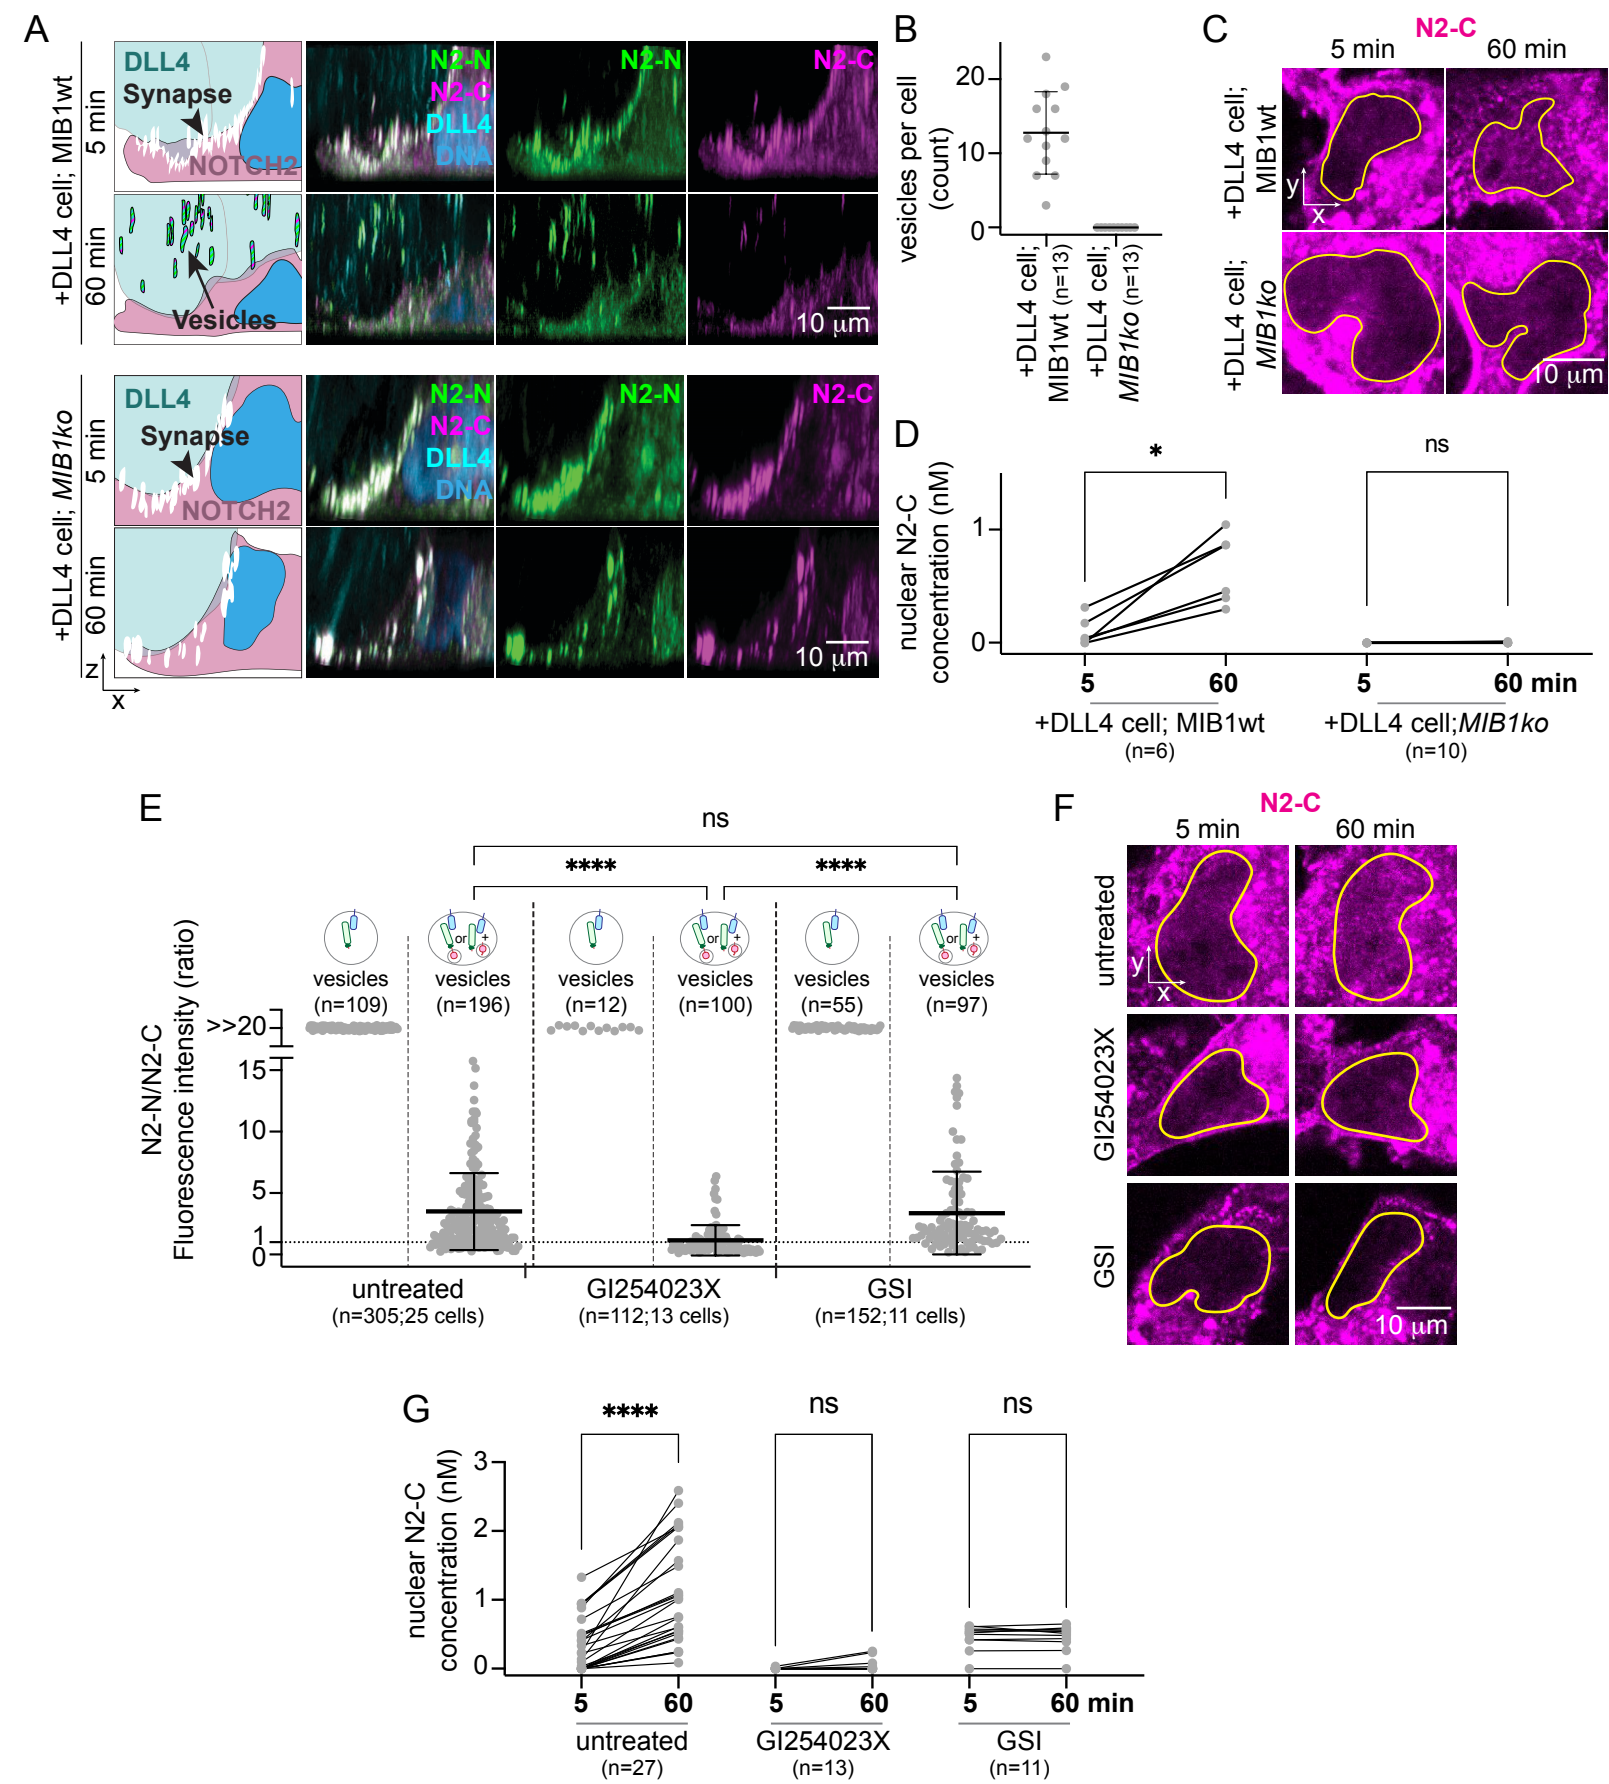 A
+DLL4 cell; MIB1wt
5 min
60 min
DLL4
Synapse
NOTCH2
N2-N
N2-C
DLL4
DNA
N2-N
N2-C
Vesicles
10 µm
+DLL4 cell; MIB1ko
5 min
60 min
DLL4
Synapse
NOTCH2
N2-N
N2-C
DLL4
DNA
N2-N
N2-C
10 µm
z
x
B
vesicles per cell
(count)
20
10
0
+DLL4 cell;
MIB1wt (n=13)
+DLL4 cell;
MIB1ko (n=13)
C
N2-C
5 min
60 min
+DLL4 cell;
MIB1wt
y
x
+DLL4 cell;
MIB1ko
10 µm
D
nuclear N2-C
concentration (nM)
*
ns
1
0
5
60
5
60 min
+DLL4 cell; MIB1wt
(n=6)
+DLL4 cell;MIB1ko
(n=10)
E
N2-N/N2-C
Fluorescence intensity (ratio)
ns
****
****
or
+
or
+
or
+
vesicles
(n=109)
vesicles
(n=196)
vesicles
(n=12)
vesicles
(n=100)
vesicles
(n=55)
vesicles
(n=97)
>>20
15
10
5
1
0
untreated
(n=305;25 cells)
GI254023X
(n=112;13 cells)
GSI
(n=152;11 cells)
F
N2-C
5 min
60 min
untreated
y
x
GI254023X
GSI
10 µm
G
nuclear N2-C
concentration (nM)
****
ns
ns
3
2
1
0
5
60
5
60
5
60 min
untreated
(n=27)
GI254023X
(n=13)
GSI
(n=11)